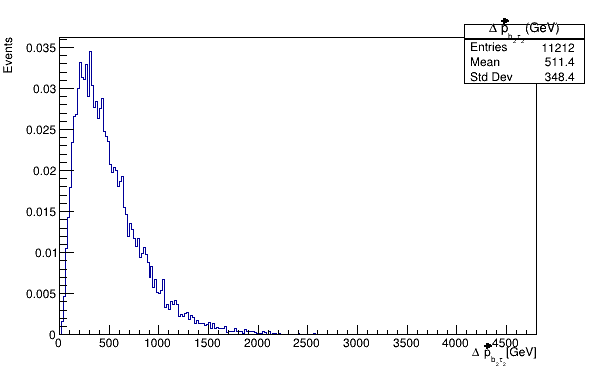 Δ p⃗ b₂τ₂ (GeV)
Entries 11212
Mean 511.4
Std Dev 348.4
Events
0.035
0.03
0.025
0.02
0.015
0.01
0.005
0
0 500 1000 1500 2000 2500 3000 3500 4000 4500
Δ p⃗ b₂τ₂ [GeV]